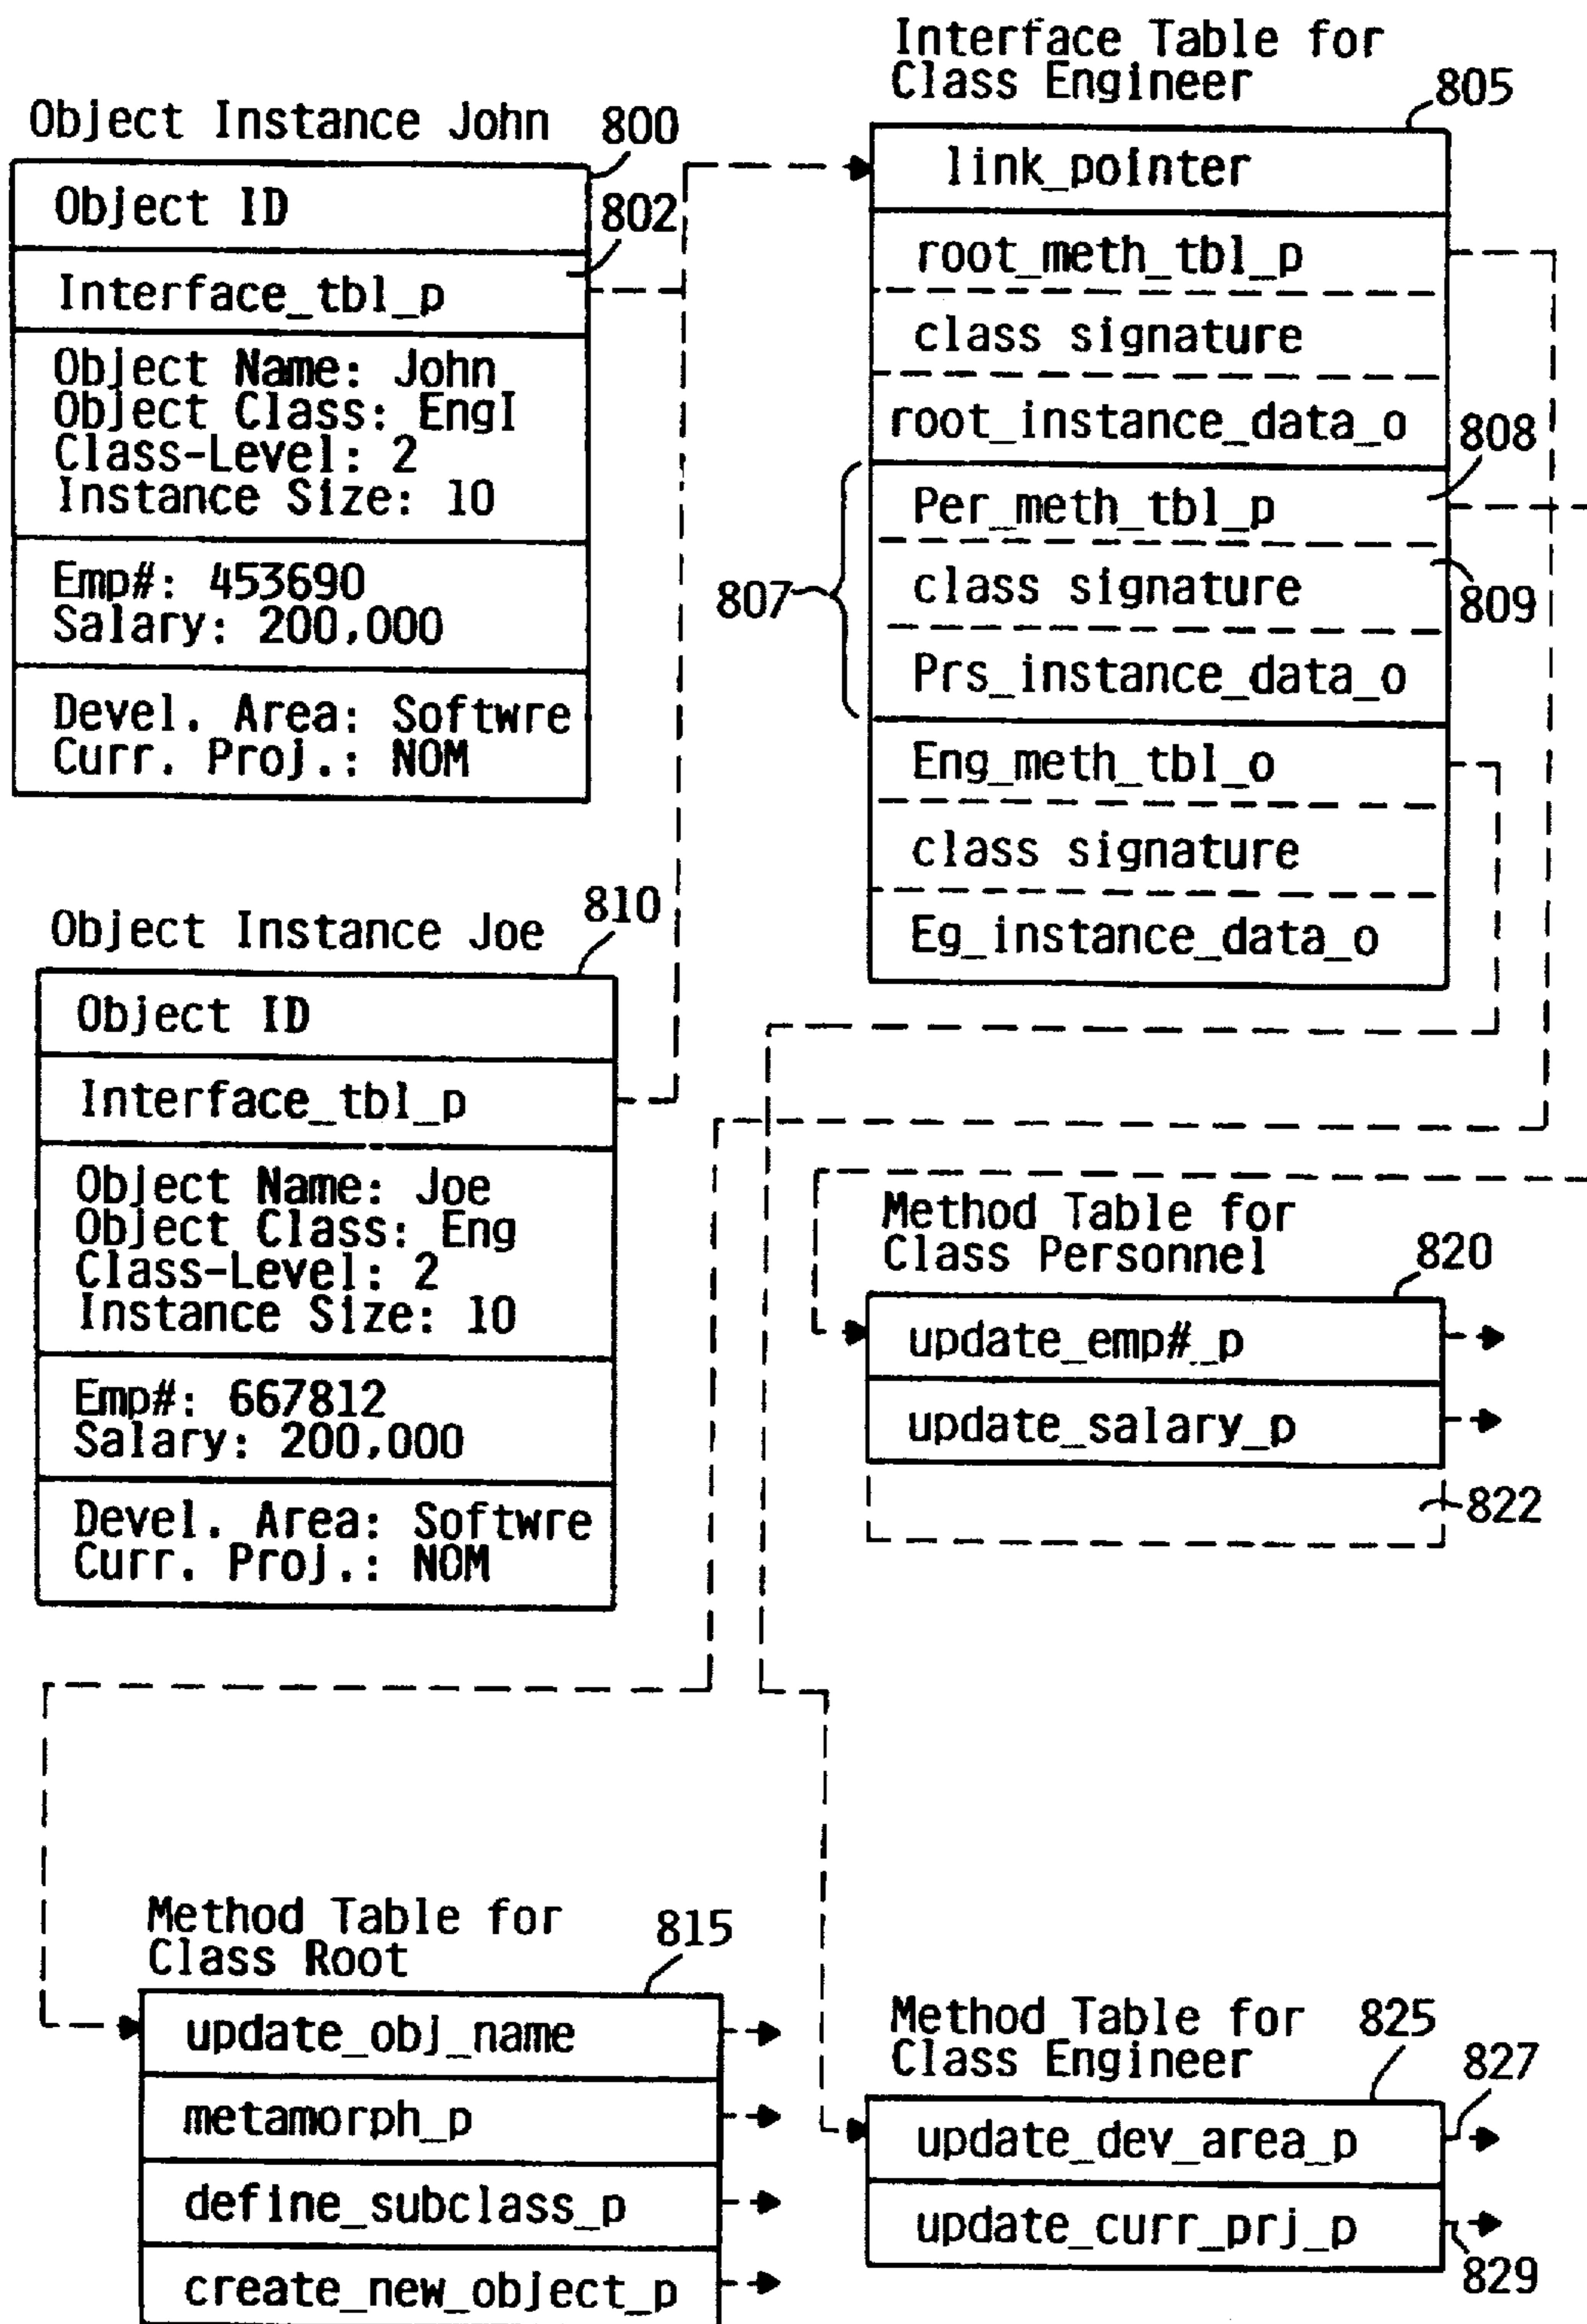 Object Instance John 800
Object ID
802
Interface_tbl_p
Object Name: John
Object Class: EngI
Class-Level: 2
Instance Size: 10
Emp#: 453690
Salary: 200,000
Devel. Area: Softwre
Curr. Proj.: NOM
Interface Table for
Class Engineer
805
link_pointer
root_meth_tbl_p
class signature
root_instance_data_o
808
Per_meth_tbl_p
807
class signature
809
Prs_instance_data_o
Eng_meth_tbl_o
class signature
Eg_instance_data_o
Object Instance Joe
810
Object ID
Interface_tbl_p
Object Name: Joe
Object Class: Eng
Class-Level: 2
Instance Size: 10
Emp#: 667812
Salary: 200,000
Devel. Area: Softwre
Curr. Proj.: NOM
Method Table for
Class Personnel
820
update_emp#_p
update_salary_p
822
Method Table for
Class Root
815
update_obj_name
metamorph_p
define_subclass_p
create_new_object_p
Method Table for
Class Engineer
825
827
update_dev_area_p
update_curr_prj_p
829